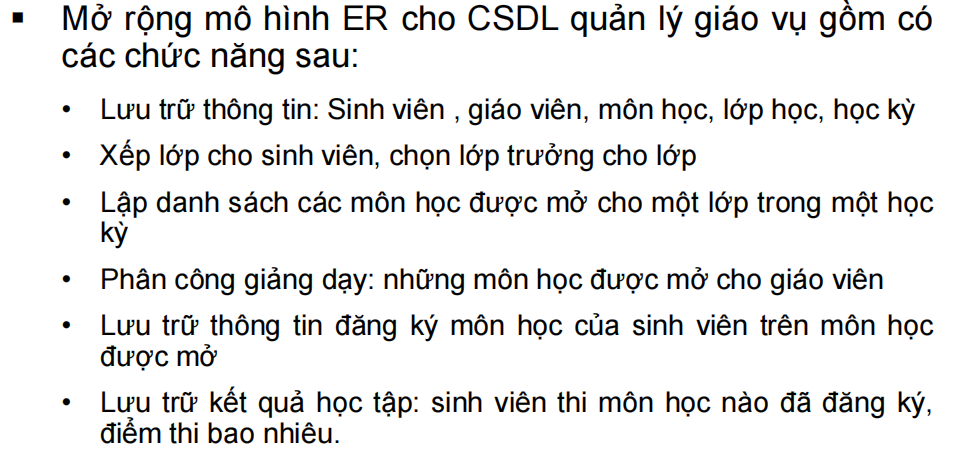 ▪ Mở rộng mô hình ER cho CSDL quản lý giáo vụ gồm có
các chức năng sau:
• Lưu trữ thông tin: Sinh viên , giáo viên, môn học, lớp học, học kỳ
• Xếp lớp cho sinh viên, chọn lớp trưởng cho lớp
• Lập danh sách các môn học được mở cho một lớp trong một học
kỳ
• Phân công giảng dạy: những môn học được mở cho giáo viên
• Lưu trữ thông tin đăng ký môn học của sinh viên trên môn học
được mở
• Lưu trữ kết quả học tập: sinh viên thi môn học nào đã đăng ký,
điểm thi bao nhiêu.